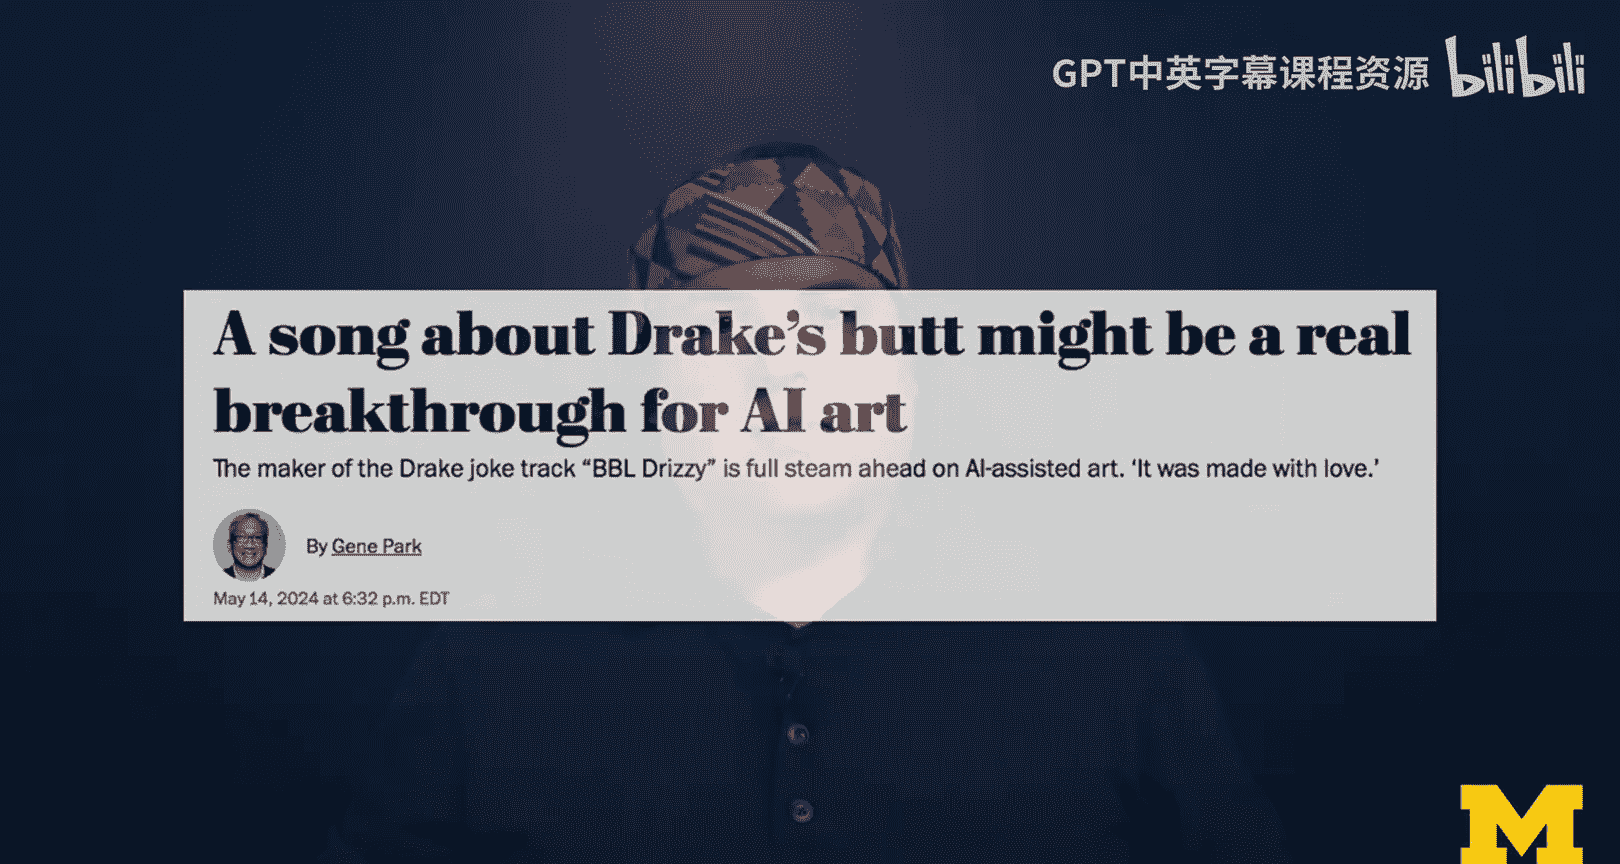 GPT中英字幕课程资源 bilibili
A song about Drake’s butt might be a real
breakthrough for AI art
The maker of the Drake joke track “BBL Drizzy” is full steam ahead on AI-assisted art. ‘It was made with love.’
By Gene Park
May 14, 2024 at 6:32 p.m. EDT
M